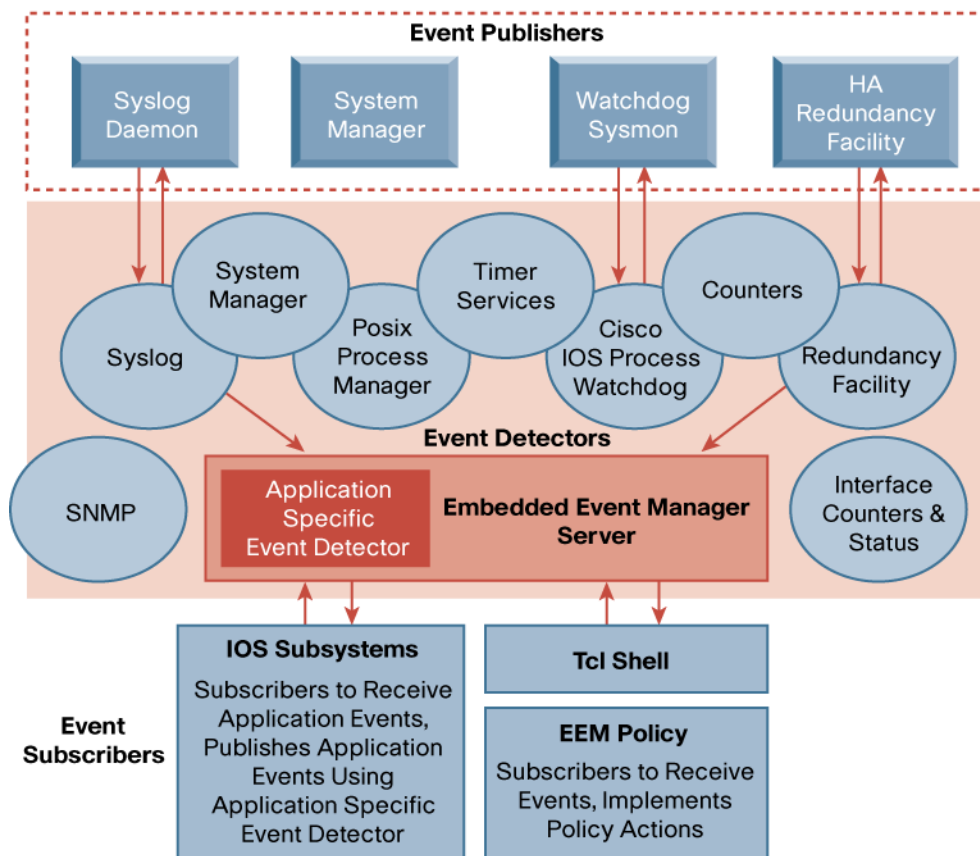 Event Publishers
Syslog
Daemon
System
Manager
Watchdog
Sysmon
HA
Redundancy
Facility
System
Manager
Timer
Services
Counters
Syslog
Posix
Process
Manager
Cisco
IOS Process
Watchdog
Redundancy
Facility
Event Detectors
SNMP
Application
Specific
Event Detector
Embedded Event Manager
Server
Interface
Counters &
Status
Event
Subscribers
IOS Subsystems
Subscribers to Receive
Application Events,
Publishes Application
Events Using
Application Specific
Event Detector
Tcl Shell
EEM Policy
Subscribers to Receive
Events, Implements
Policy Actions